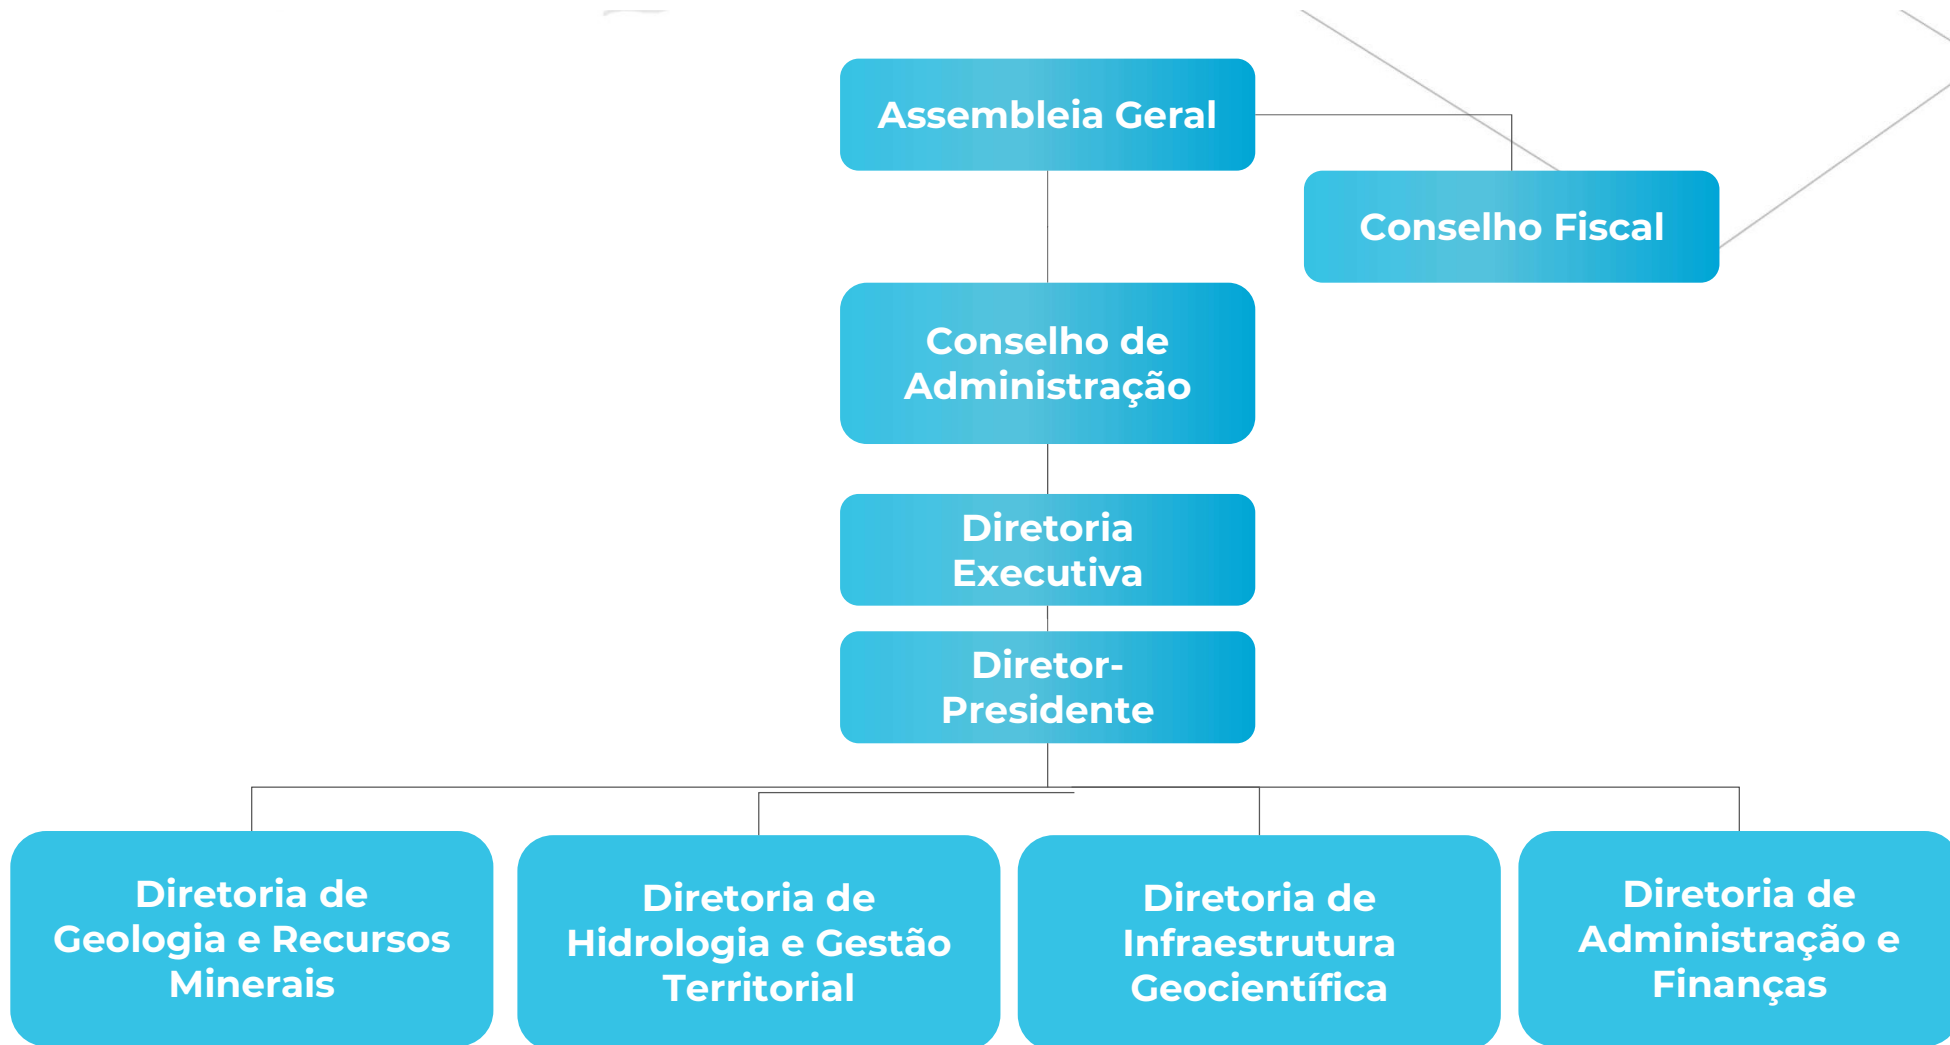 Assembleia Geral
Conselho Fiscal
Conselho de
Administração
Diretoria
Executiva
Diretor-
Presidente
Diretoria de
Geologia e Recursos
Minerais
Diretoria de
Hidrologia e Gestão
Territorial
Diretoria de
Infraestrutura
Geocientífica
Diretoria de
Administração e
Finanças